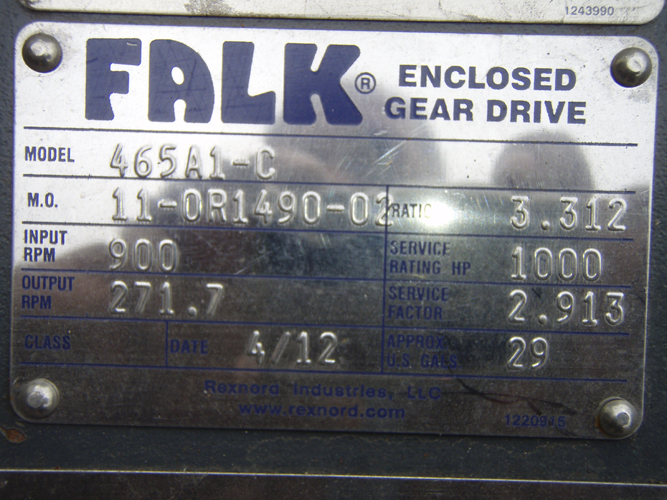 1243990
FALK® ENCLOSED GEAR DRIVE
MODEL 465A1-C
M.O. 11-0R1490-02 RATIO 3.312
INPUT RPM 900 SERVICE RATING HP 1000
OUTPUT RPM 271.7 SERVICE FACTOR 2.913
CLASS DATE 4/12 APPROX. U.S. GALS 29
Rexnord Industries, LLC
www.rexnord.com